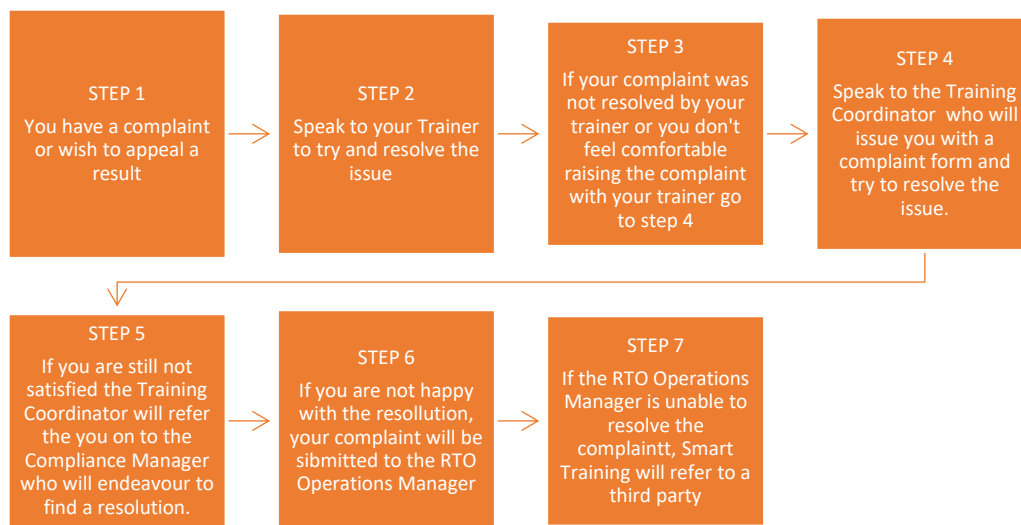 STEP 1
You have a complaint
or wish to appeal a
result
STEP 2
Speak to your Trainer
to try and resolve the
issue
STEP 3
If your complaint was
not resolved by your
trainer or you don't
feel comfortable
raising the complaint
with your trainer go
to step 4
STEP 4
Speak to the Training
Coordinator who will
issue you with a
complaint form and
try to resolve the
issue.
STEP 5
If you are still not
satisfied the Training
Coordinator will refer
the you on to the
Compliance Manager
who will endeavour to
find a resolution.
STEP 6
If you are not happy
with the resollution,
your complaint will be
sibmitted to the RTO
Operations Manager
STEP 7
If the RTO Operations
Manager is unable to
resolve the
complaintt, Smart
Training will refer to a
third party